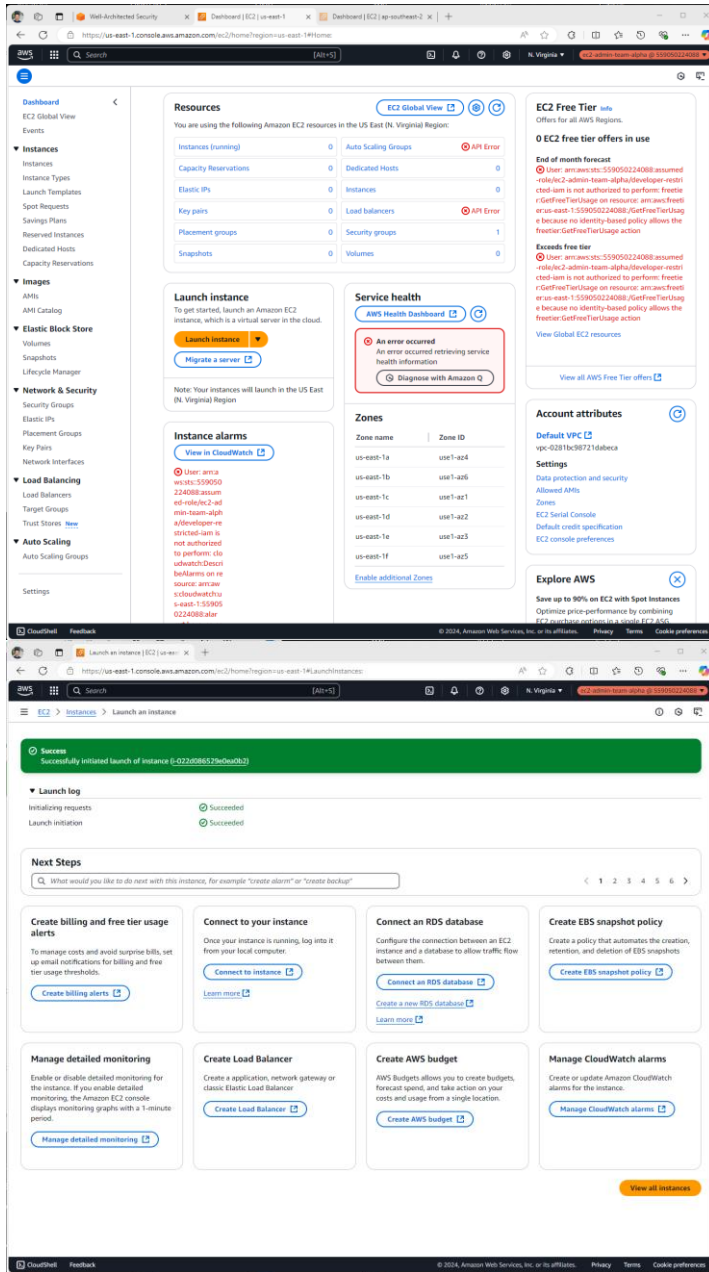 Well-Architected Security
Dashboard | EC2 | us-east-1
Dashboard | EC2 | ap-southeast-2
https://us-east-1.console.aws.amazon.com/ec2/home?region=us-east-1#Home:
aws
Search
[Alt+S]
N. Virginia
ec2-admin-team-alpha @ 559050224088
Dashboard
EC2 Global View
Events
Instances
Instances
Instance Types
Launch Templates
Spot Requests
Savings Plans
Reserved Instances
Dedicated Hosts
Capacity Reservations
Images
AMIs
AMI Catalog
Elastic Block Store
Volumes
Snapshots
Lifecycle Manager
Network & Security
Security Groups
Elastic IPs
Placement Groups
Key Pairs
Network Interfaces
Load Balancing
Load Balancers
Target Groups
Trust Stores New
Auto Scaling
Auto Scaling Groups
Settings
Resources
EC2 Global View
You are using the following Amazon EC2 resources in the US East (N. Virginia) Region:
Instances (running) 0 Auto Scaling Groups API Error
Capacity Reservations 0 Dedicated Hosts 0
Elastic IPs 0 Instances 0
Key pairs 0 Load balancers API Error
Placement groups 0 Security groups 1
Snapshots 0 Volumes 0
Launch instance
To get started, launch an Amazon EC2
instance, which is a virtual server in the cloud.
Launch instance
Migrate a server
Note: Your instances will launch in the US East
(N. Virginia) Region
Instance alarms
View in CloudWatch
User: arn:a
ws:sts::559050
224088:assum
ed-role/ec2-ad
min-team-alph
a/developer-re
stricted-iam is
not authorized
to perform: clo
udwatch:Descri
beAlarms on re
source: arn:aw
s:cloudwatch:u
s-east-1:55905
0224088:alar
Service health
AWS Health Dashboard
An error occurred
An error occurred retrieving service
health information
Diagnose with Amazon Q
Zones
Zone name Zone ID
us-east-1a use1-az4
us-east-1b use1-az6
us-east-1c use1-az1
us-east-1d use1-az2
us-east-1e use1-az3
us-east-1f use1-az5
Enable additional Zones
EC2 Free Tier Info
Offers for all AWS Regions.
0 EC2 free tier offers in use
End of month forecast
User: arn:aws:sts::559050224088:assumed
-role/ec2-admin-team-alpha/developer-restri
cted-iam is not authorized to perform: freetie
r:GetFreeTierUsage on resource: arn:aws:freeti
er:us-east-1:559050224088:/GetFreeTierUsag
e because no identity-based policy allows the
freetier:GetFreeTierUsage action
Exceeds free tier
User: arn:aws:sts::559050224088:assumed
-role/ec2-admin-team-alpha/developer-restri
cted-iam is not authorized to perform: freetie
r:GetFreeTierUsage on resource: arn:aws:freeti
er:us-east-1:559050224088:/GetFreeTierUsag
e because no identity-based policy allows the
freetier:GetFreeTierUsage action
View Global EC2 resources
View all AWS Free Tier offers
Account attributes
Default VPC
vpc-0281bc98721dabeca
Settings
Data protection and security
Allowed AMIs
Zones
EC2 Serial Console
Default credit specification
EC2 console preferences
Explore AWS
Save up to 90% on EC2 with Spot Instances
Optimize price-performance by combining
EC2 purchase options in a single EC2 ASG.
CloudShell Feedback
© 2024, Amazon Web Services, Inc. or its affiliates. Privacy Terms Cookie preferences
Launch an instance | EC2 | us-eas
https://us-east-1.console.aws.amazon.com/ec2/home?region=us-east-1#LaunchInstances:
aws
Search
[Alt+S]
N. Virginia
ec2-admin-team-alpha @ 559050224088
EC2 > Instances > Launch an instance
Success
Successfully initiated launch of instance (i-022d086529e0ea0b2)
Launch log
Initializing requests Succeeded
Launch initiation Succeeded
Next Steps
What would you like to do next with this instance, for example "create alarm" or "create backup"
< 1 2 3 4 5 6 >
Create billing and free tier usage
alerts
To manage costs and avoid surprise bills, set
up email notifications for billing and free
tier usage thresholds.
Create billing alerts
Connect to your instance
Once your instance is running, log into it
from your local computer.
Connect to instance
Learn more
Connect an RDS database
Configure the connection between an EC2
instance and a database to allow traffic flow
between them.
Connect an RDS database
Create a new RDS database
Learn more
Create EBS snapshot policy
Create a policy that automates the creation,
retention, and deletion of EBS snapshots
Create EBS snapshot policy
Manage detailed monitoring
Enable or disable detailed monitoring for
the instance. If you enable detailed
monitoring, the Amazon EC2 console
displays monitoring graphs with a 1-minute
period.
Manage detailed monitoring
Create Load Balancer
Create a application, network gateway or
classic Elastic Load Balancer
Create Load Balancer
Create AWS budget
AWS Budgets allows you to create budgets,
forecast spend, and take action on your
costs and usage from a single location.
Create AWS budget
Manage CloudWatch alarms
Create or update Amazon CloudWatch
alarms for the instance.
Manage CloudWatch alarms
View all instances
CloudShell Feedback
© 2024, Amazon Web Services, Inc. or its affiliates. Privacy Terms Cookie preferences